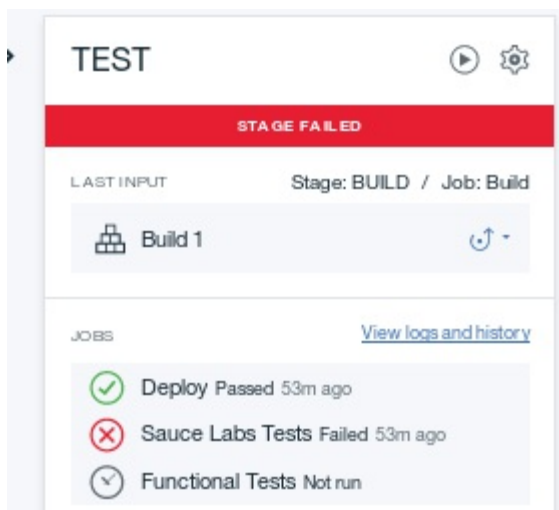 TEST
STAGE FAILED
LAST INPUT Stage: BUILD / Job: Build
Build 1
JOBS View logs and history
Deploy Passed 53m ago
Sauce Labs Tests Failed 53m ago
Functional Tests Not run